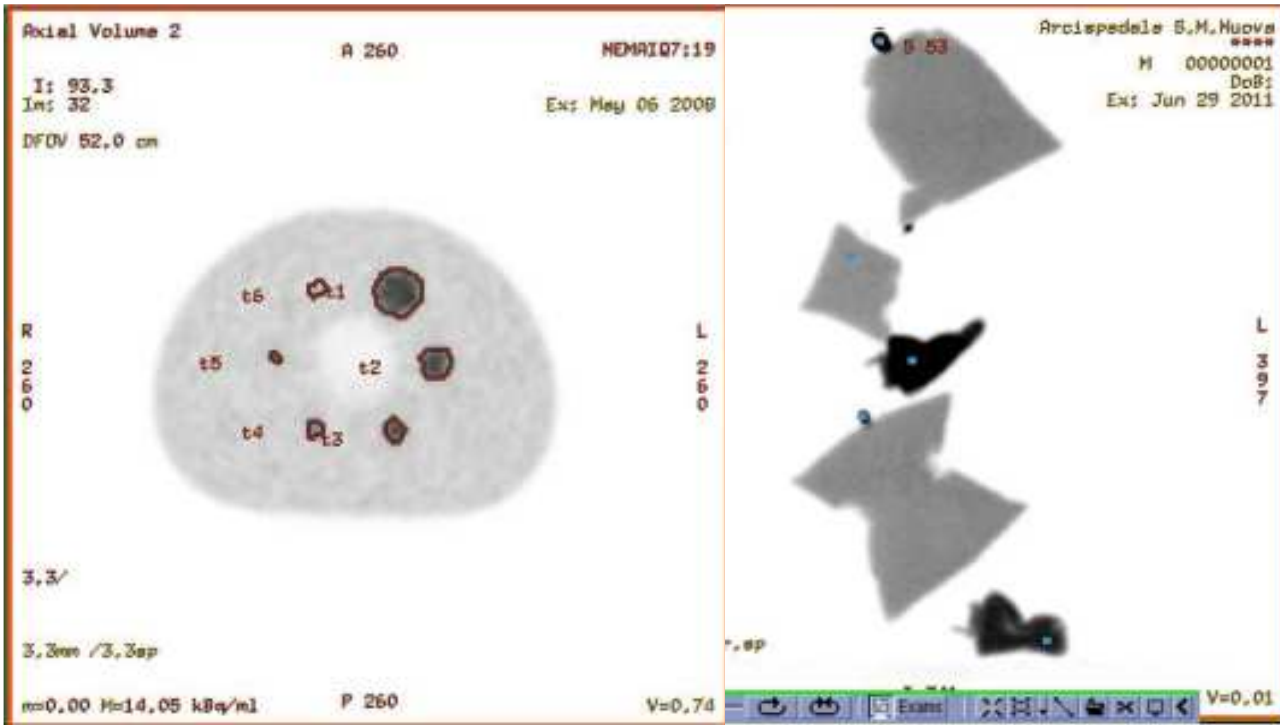 Axial Volume 2
A 260
NEMAIQ7:19
I: 93.3
Im: 32
Ex: May 06 2008
DFOV 52.0 cm
t6
t1
R
260
t5
t2
L
260
t4
t3
3.3/
3.3mm /3.3sp
m=0.00 M=14.05 kBq/ml
P 260
V=0.74
S 53
Arcispedale S.M.Nuova
****
M 00000001
DoB:
Ex: Jun 29 2011
L
397
r.sp
Exams
V=0.01